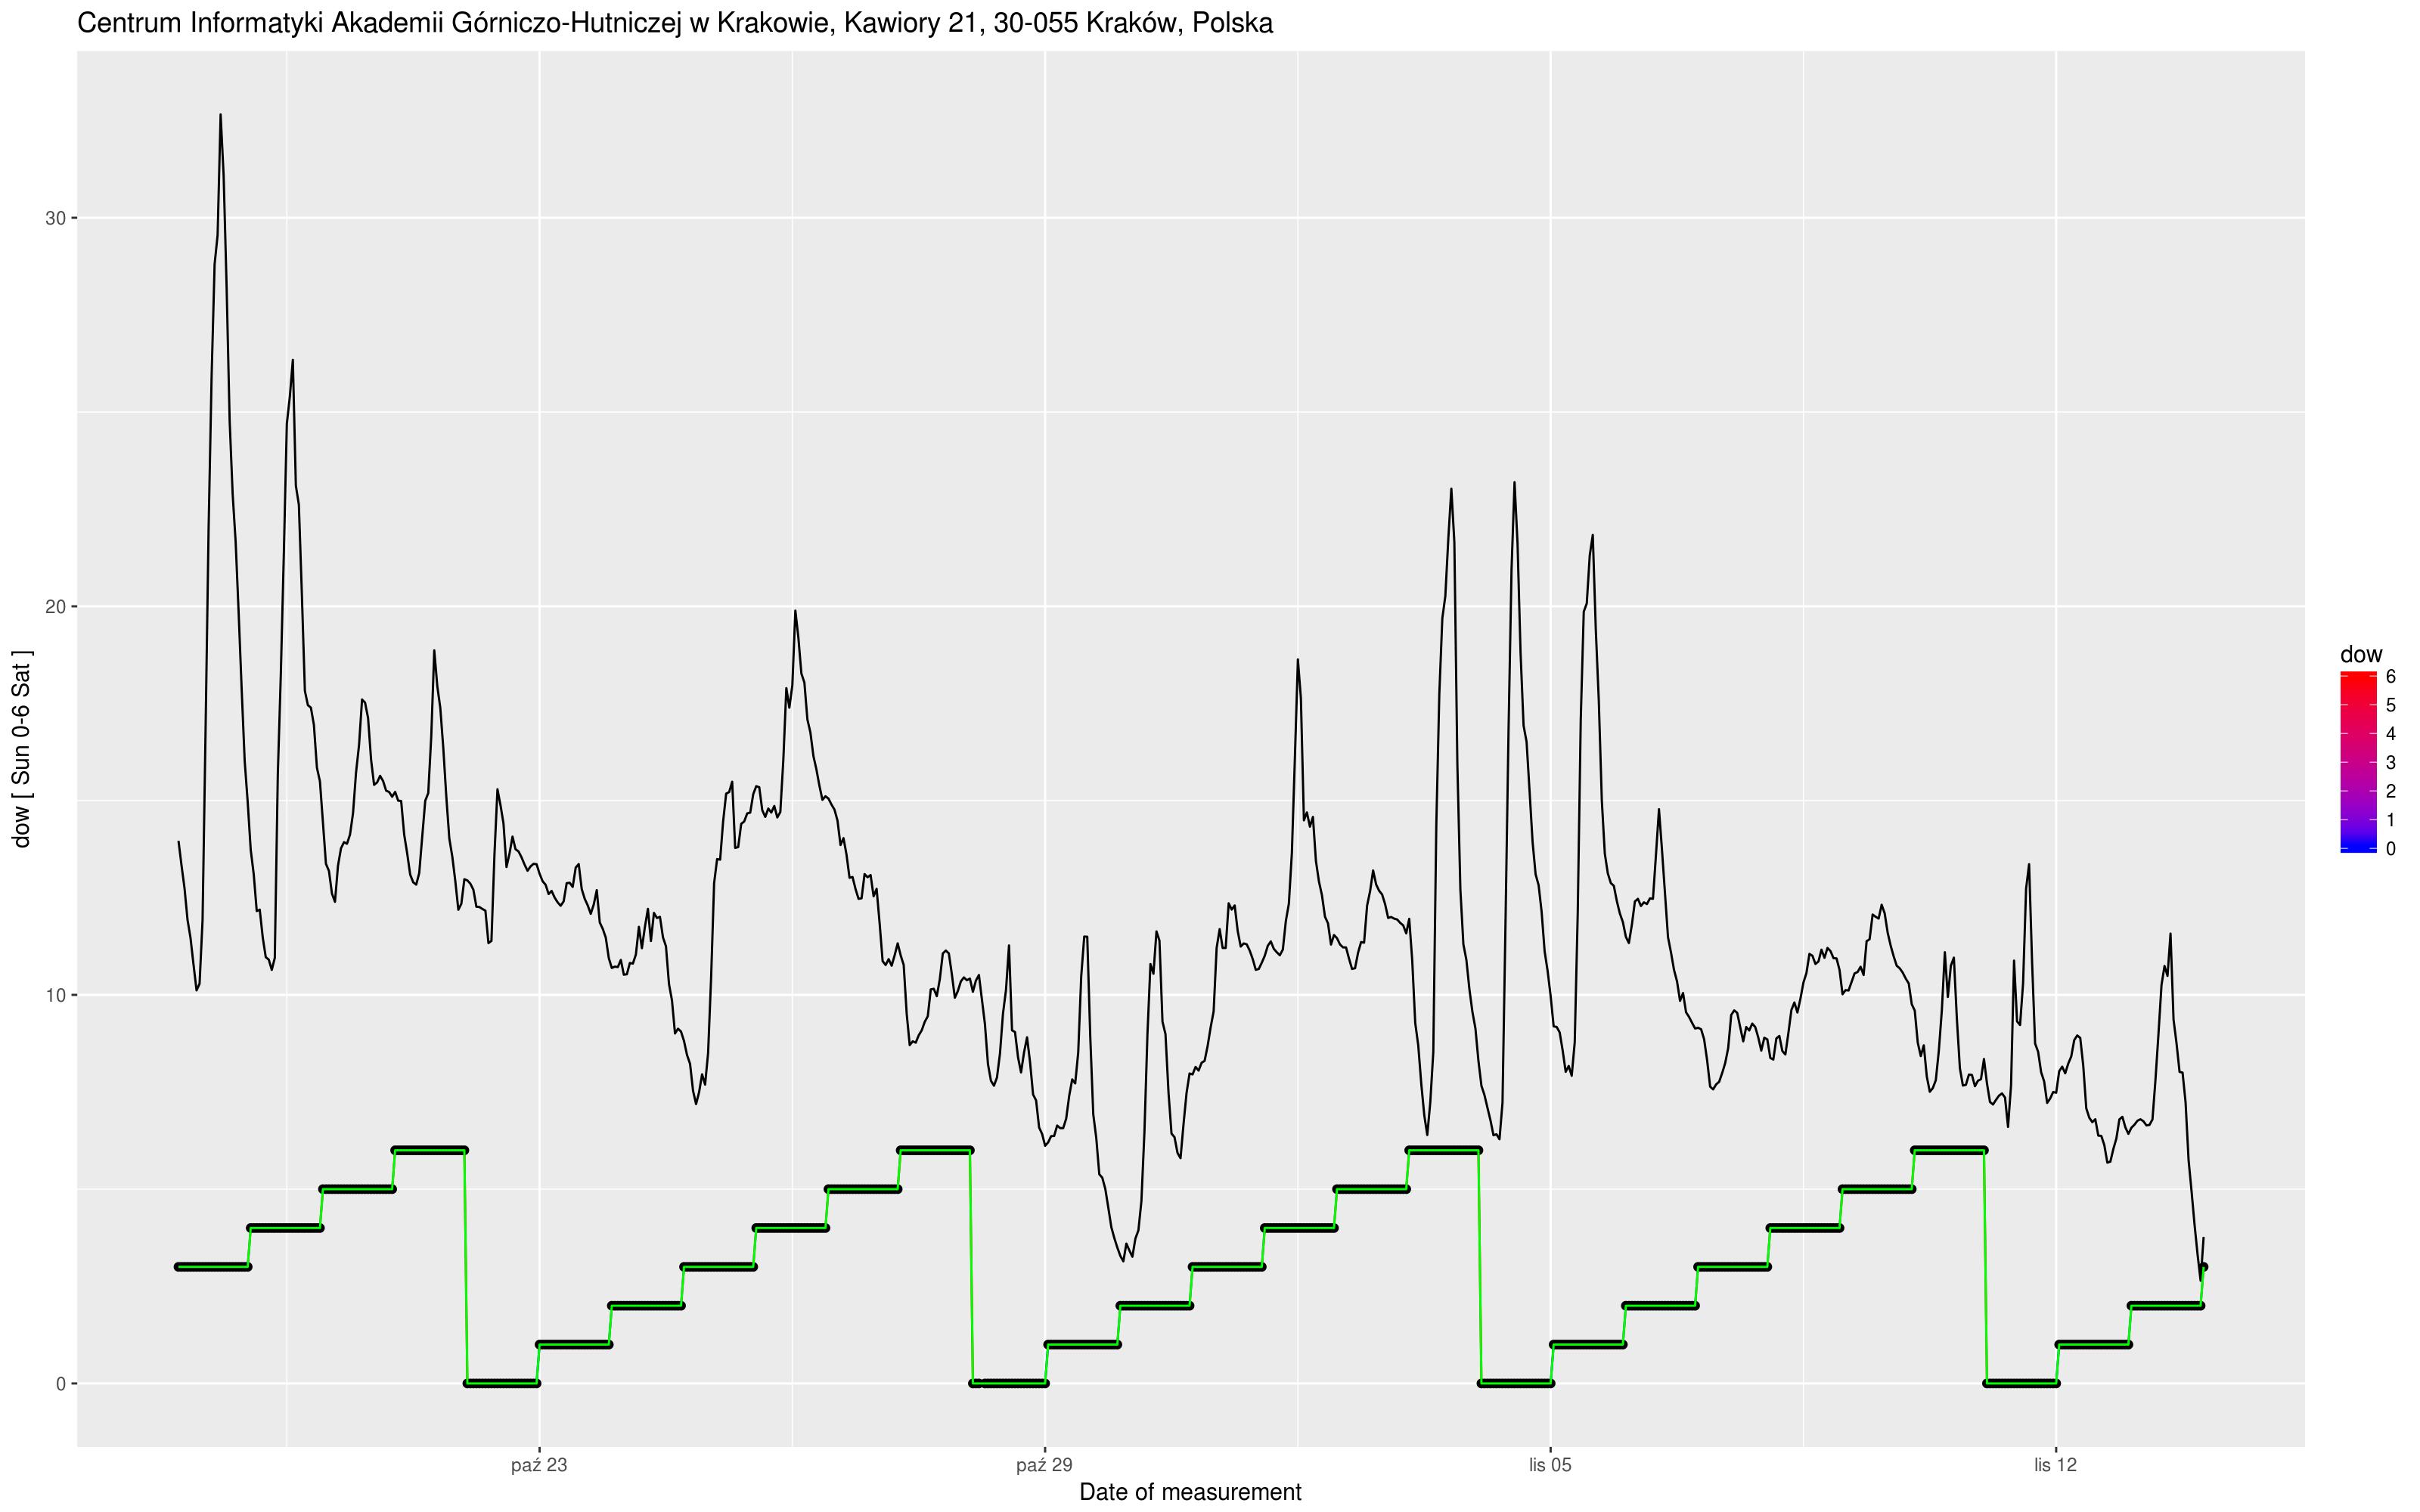 Centrum Informatyki Akademii Górniczo-Hutniczej w Krakowie, Kawiory 21, 30-055 Kraków, Polska
30
20
10
0
dow [ Sun 0-6 Sat ]
paź 23
paź 29
lis 05
lis 12
Date of measurement
dow
6
5
4
3
2
1
0